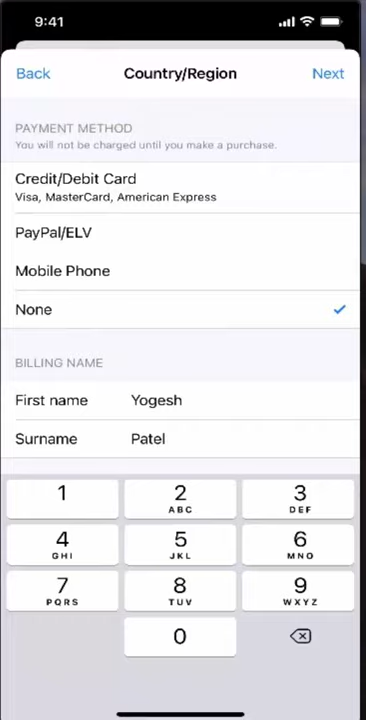 9:41
Back Country/Region Next
PAYMENT METHOD
You will not be charged until you make a purchase.
Credit/Debit Card
Visa, MasterCard, American Express
PayPal/ELV
Mobile Phone
None
BILLING NAME
First name Yogesh
Surname Patel
1 2 3
ABC DEF
4 5 6
GHI JKL MNO
7 8 9
PQRS TUV WXYZ
0